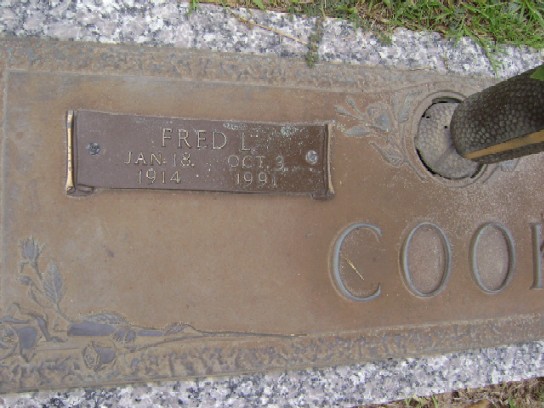 FRED L.
JAN. 18, OCT. 3,
1914 1991
COO